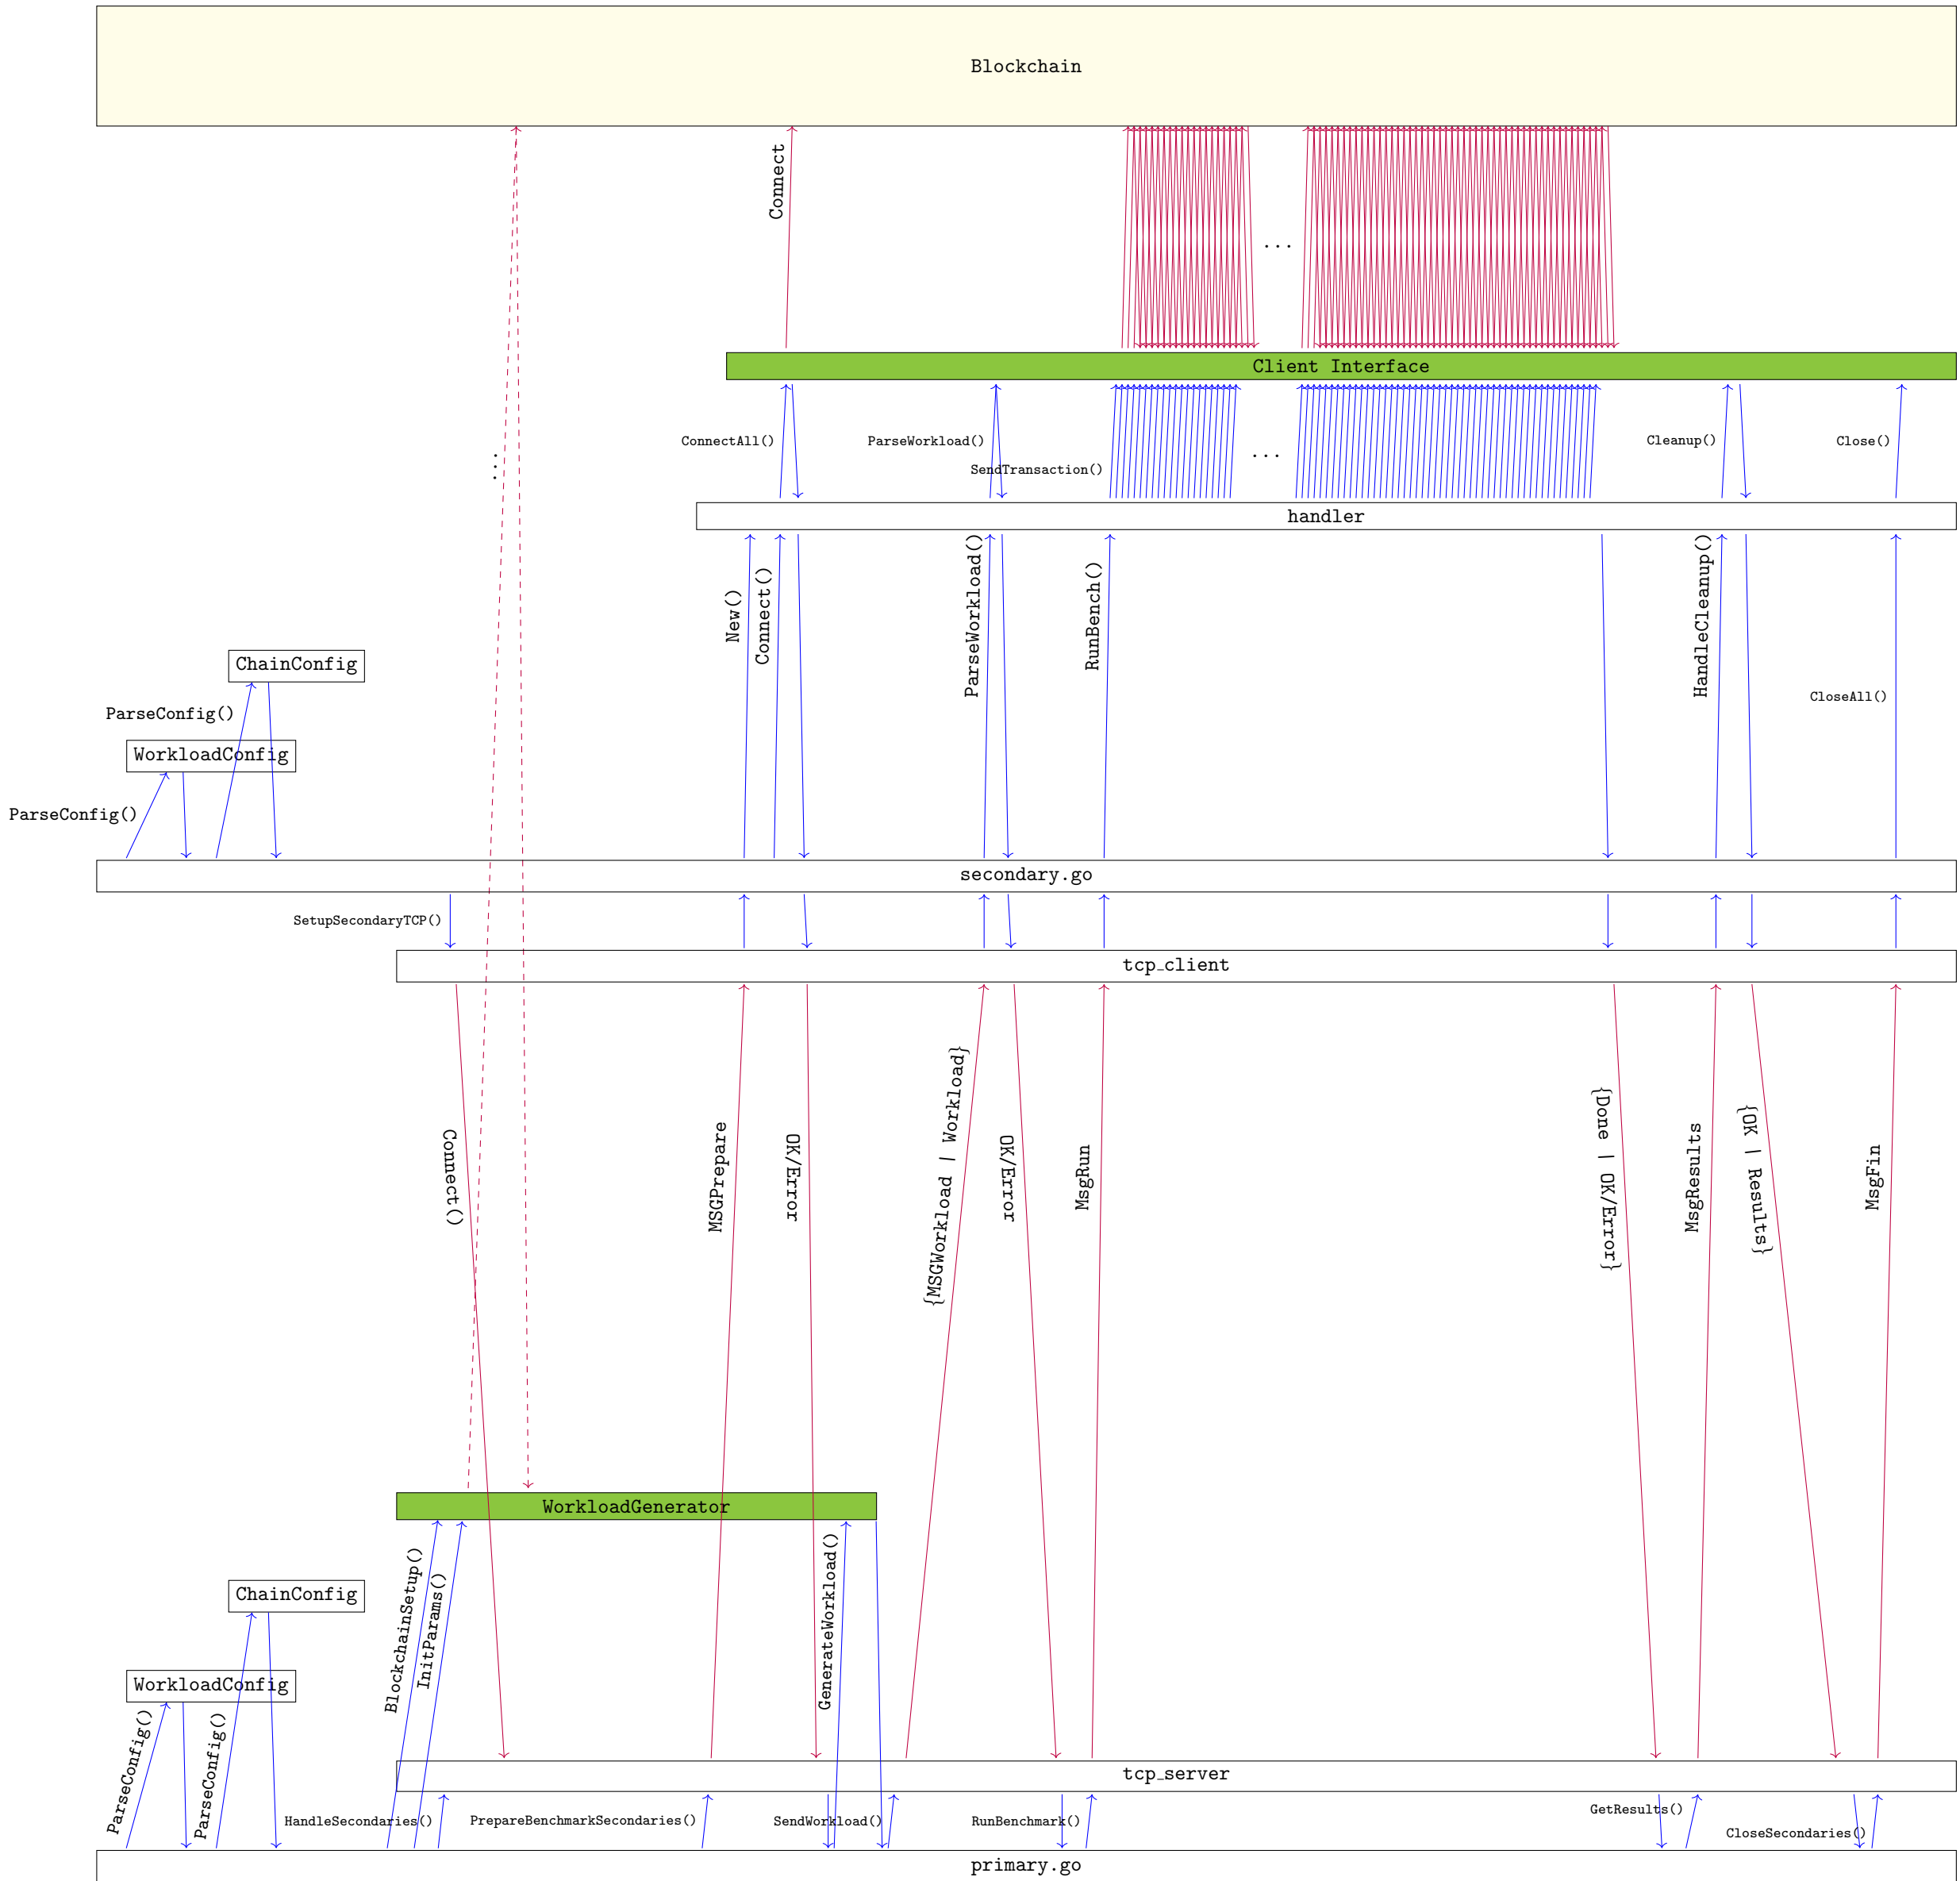 Blockchain
Connect
...
Client Interface
ConnectAll()
ParseWorkload()
SendTransaction()
...
Cleanup()
Close()
...
handler
New()
Connect()
ParseWorkload()
RunBench()
HandleCleanup()
CloseAll()
ChainConfig
ParseConfig()
WorkloadConfig
ParseConfig()
secondary.go
SetupSecondaryTCP()
tcp_client
Connect()
MSGPrepare
OK/Error
{MSGWorkload | Workload}
OK/Error
MsgRun
{Done | OK/Error}
MsgResults
{OK | Results}
MsgFin
WorkloadGenerator
BlockchainSetup()
InitParams()
GenerateWorkload()
ChainConfig
WorkloadConfig
ParseConfig()
ParseConfig()
tcp_server
HandleSecondaries()
PrepareBenchmarkSecondaries()
SendWorkload()
RunBenchmark()
GetResults()
CloseSecondaries()
primary.go